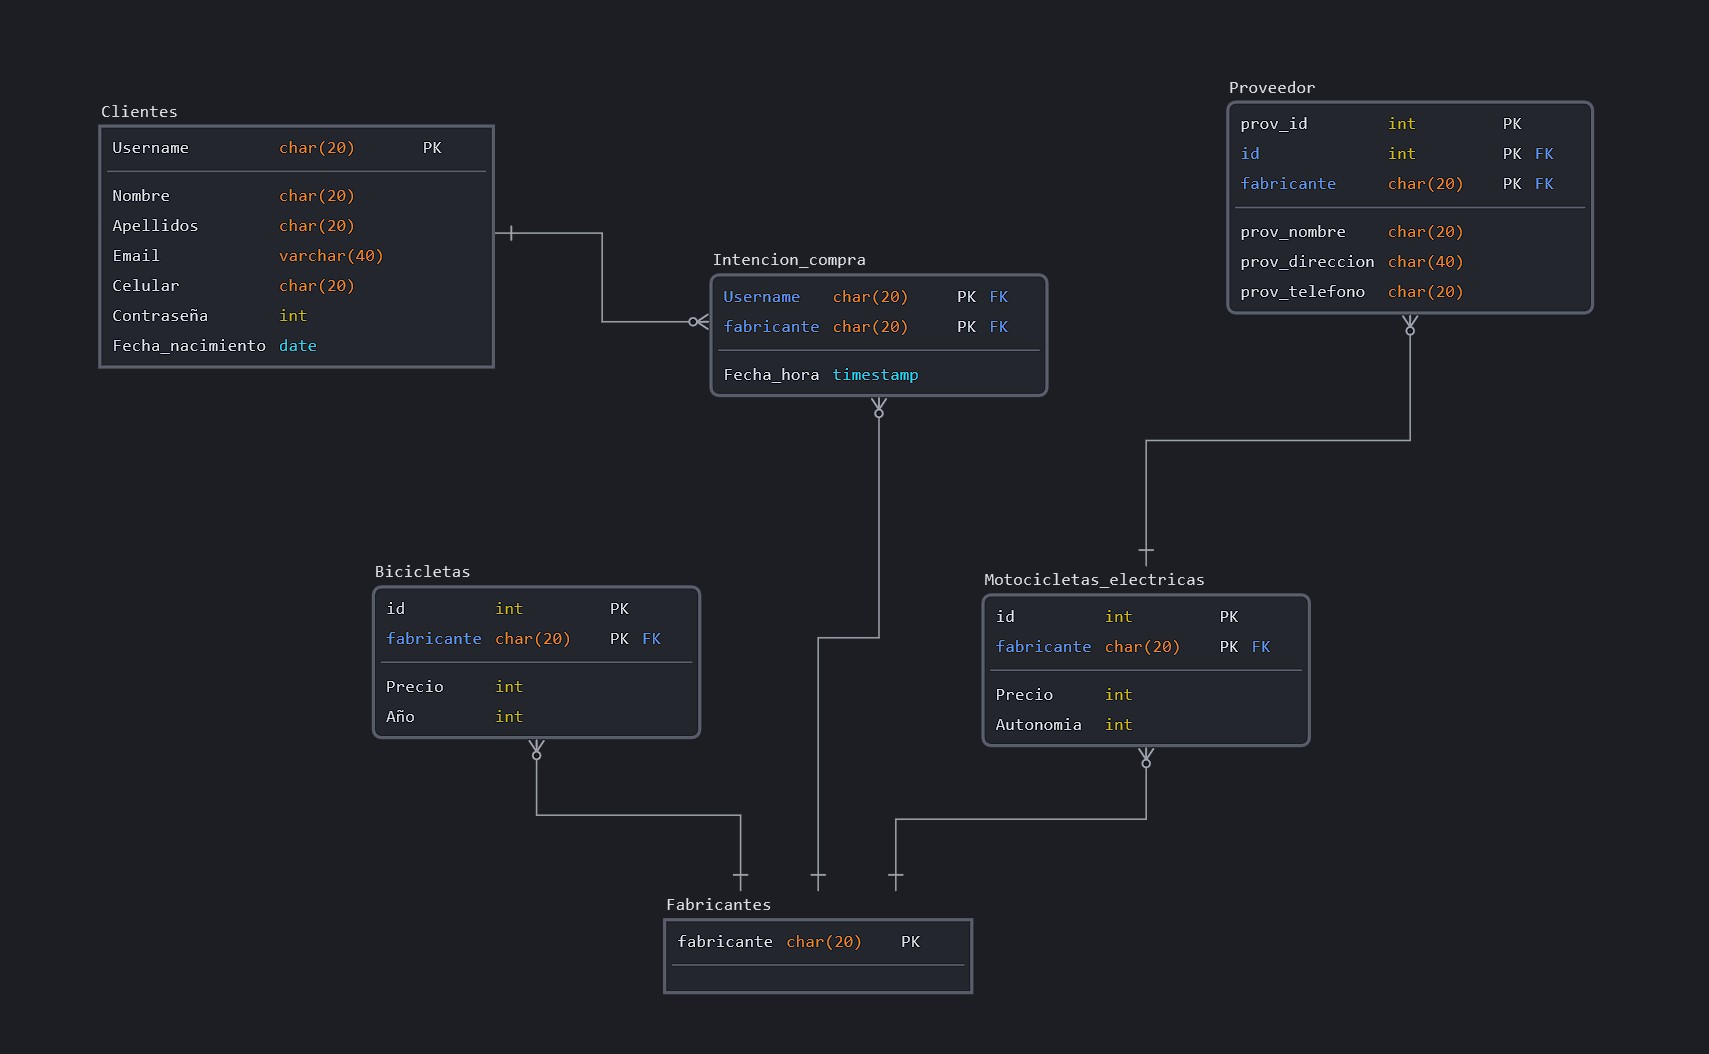 Clientes
Username char(20) PK
Nombre char(20)
Apellidos char(20)
Email varchar(40)
Celular char(20)
Contraseña int
Fecha_nacimiento date
Intencion_compra
Username char(20) PK FK
fabricante char(20) PK FK
Fecha_hora timestamp
Proveedor
prov_id int PK
id int PK FK
fabricante char(20) PK FK
prov_nombre char(20)
prov_direccion char(40)
prov_telefono char(20)
Bicicletas
id int PK
fabricante char(20) PK FK
Precio int
Año int
Motocicletas_electricas
id int PK
fabricante char(20) PK FK
Precio int
Autonomia int
Fabricantes
fabricante char(20) PK